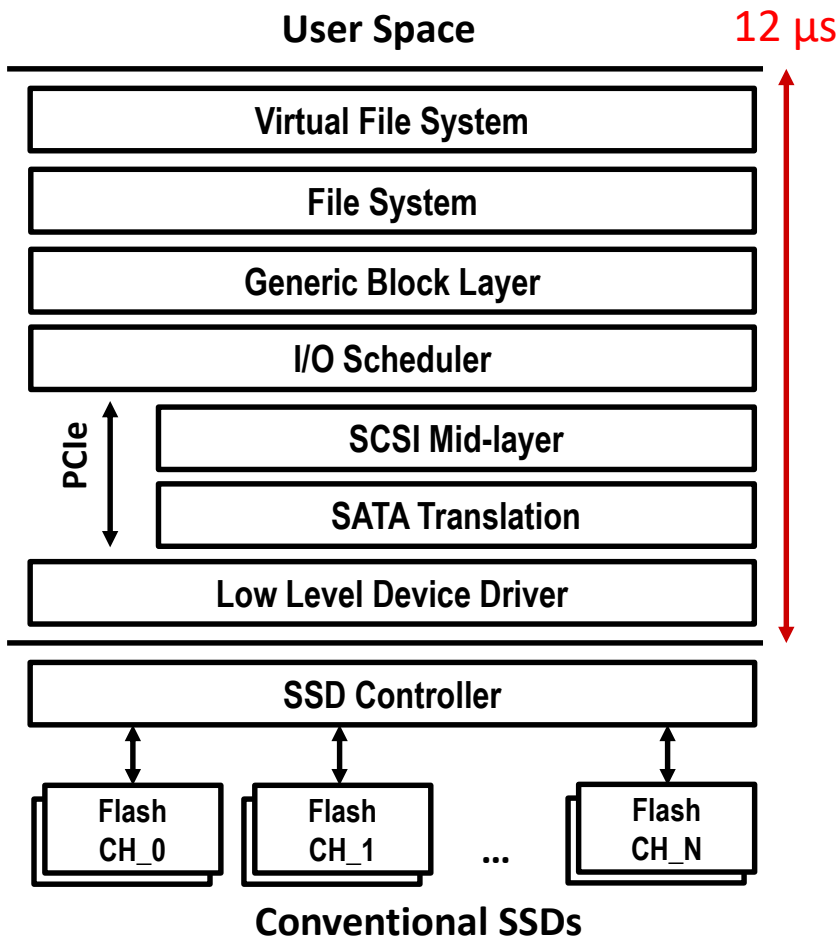 User Space
12 µs
Virtual File System
File System
Generic Block Layer
I/O Scheduler
PCIe
SCSI Mid-layer
SATA Translation
Low Level Device Driver
SSD Controller
Flash
CH_0
Flash
CH_1
...
Flash
CH_N
Conventional SSDs